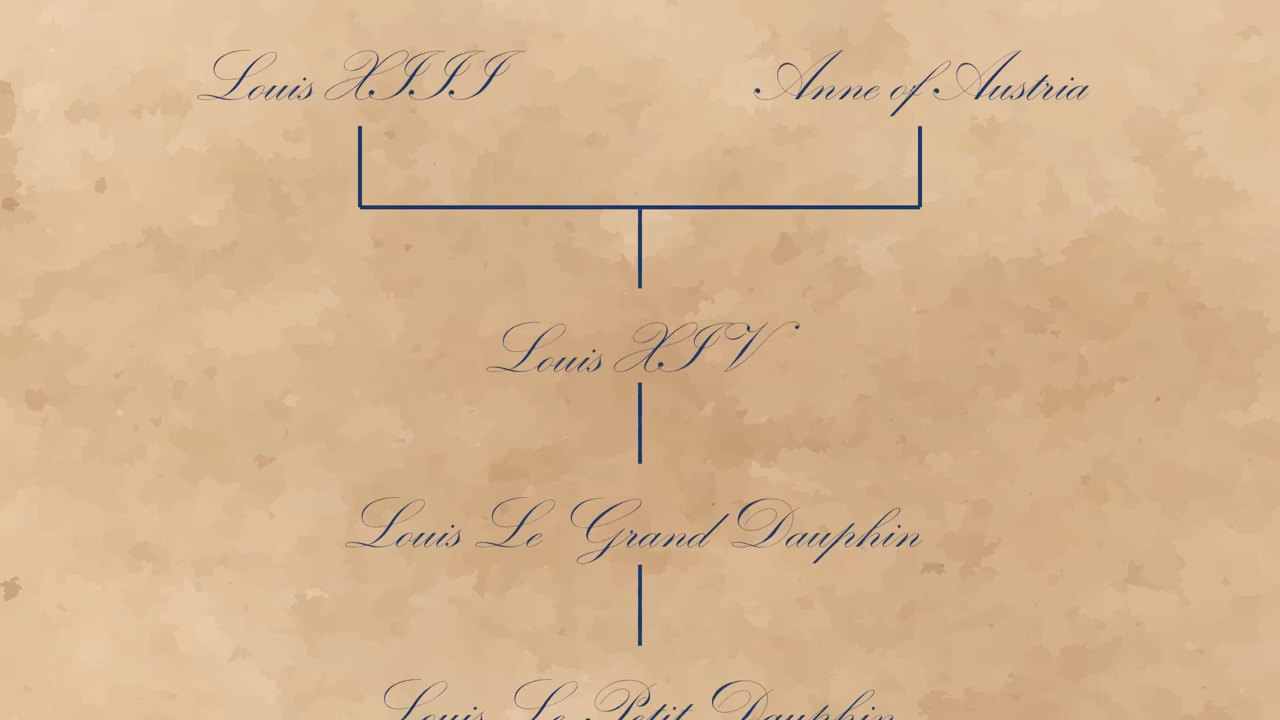 Louis XIII
Anne of Austria
Louis XIV
Louis Le Grand Dauphin
Louis Le Petit Dauphin